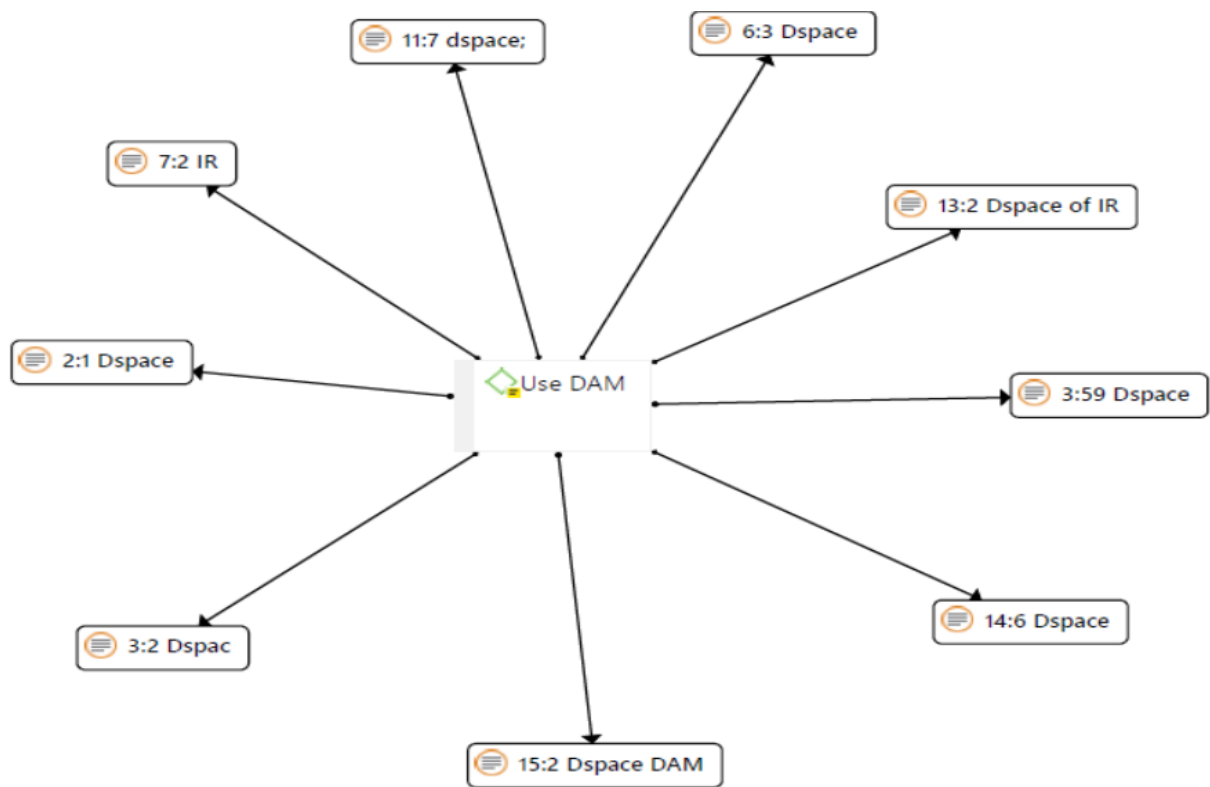 6:3 Dspace
11:7 dspace;
7:2 IR
13:2 Dspace of IR
2:1 Dspace
Use DAM
3:59 Dspace
14:6 Dspace
3:2 Dspac
15:2 Dspace DAM